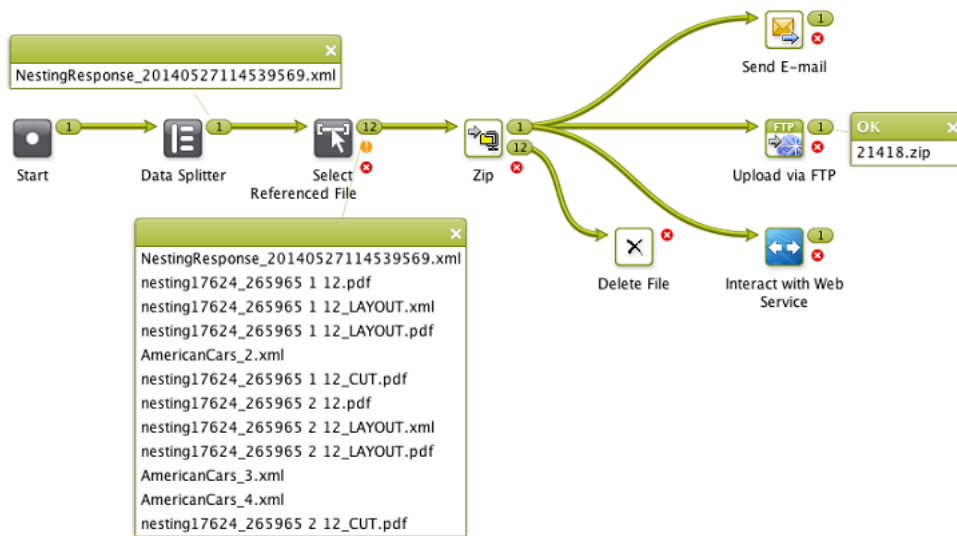 1
Send E-mail
NestingResponse_20140527114539569.xml
1
1
12
1
12
FTP
1
OK
21418.zip
Start
Data Splitter
Select
Referenced File
Zip
Upload via FTP
NestingResponse_20140527114539569.xml
nesting17624_265965 1 12.pdf
nesting17624_265965 1 12_LAYOUT.xml
nesting17624_265965 1 12_LAYOUT.pdf
AmericanCars_2.xml
nesting17624_265965 1 12_CUT.pdf
nesting17624_265965 2 12.pdf
nesting17624_265965 2 12_LAYOUT.xml
nesting17624_265965 2 12_LAYOUT.pdf
AmericanCars_3.xml
AmericanCars_4.xml
nesting17624_265965 2 12_CUT.pdf
Delete File
1
Interact with Web
Service